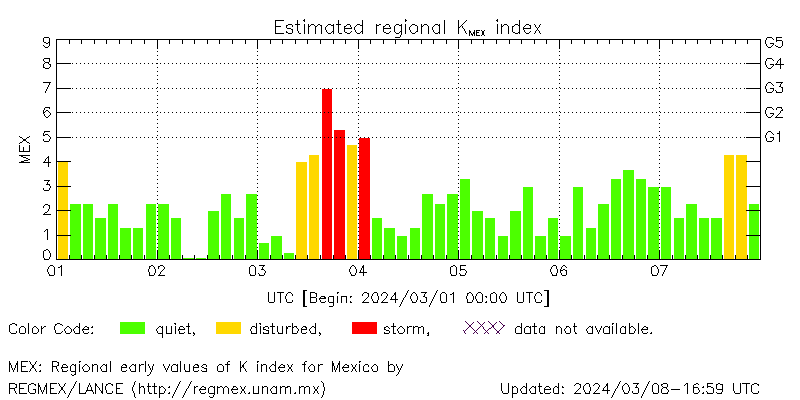 Estimated regional KMEX index
9
8
7
6
5
4
3
2
1
0
MEX
G5
G4
G3
G2
G1
01 02 03 04 05 06 07
UTC [Begin: 2024/03/01 00:00 UTC]
Color Code: quiet, disturbed, storm, data not available.
MEX: Regional early values of K index for Mexico by
REGMEX/LANCE (http://regmex.unam.mx) Updated: 2024/03/08-16:59 UTC